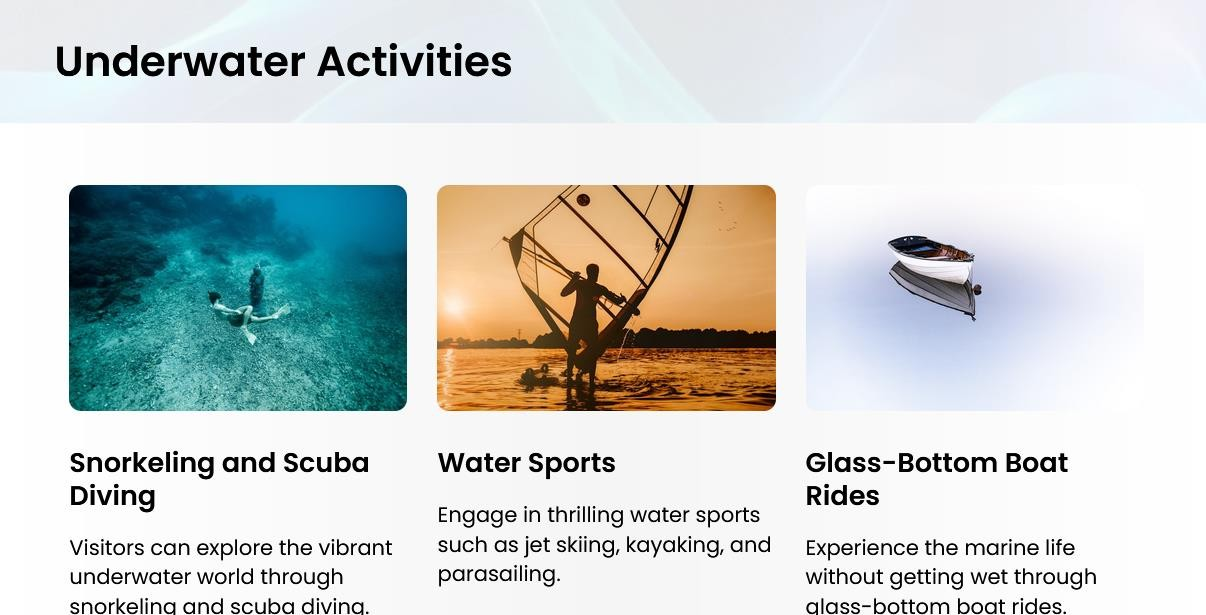 Underwater Activities
Snorkeling and Scuba
Diving
Visitors can explore the vibrant
underwater world through
snorkeling and scuba diving.
Water Sports
Engage in thrilling water sports
such as jet skiing, kayaking, and
parasailing.
Glass-Bottom Boat
Rides
Experience the marine life
without getting wet through
glass-bottom boat rides.